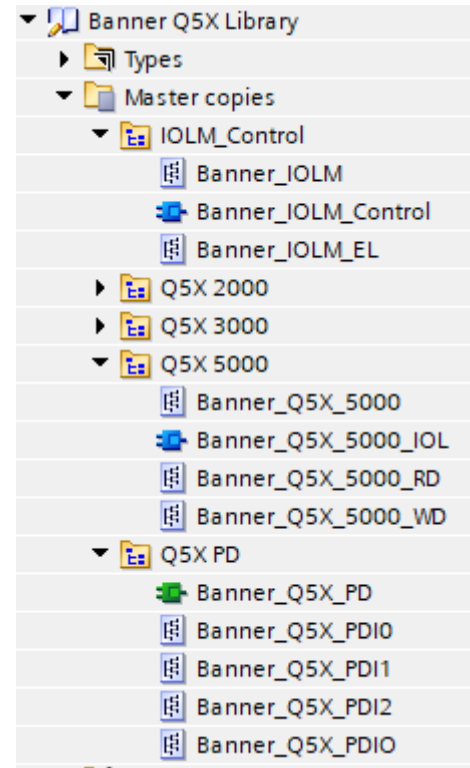 Banner Q5X Library
Types
Master copies
IOLM_Control
Banner_IOLM
Banner_IOLM_Control
Banner_IOLM_EL
Q5X 2000
Q5X 3000
Q5X 5000
Banner_Q5X_5000
Banner_Q5X_5000_IOL
Banner_Q5X_5000_RD
Banner_Q5X_5000_WD
Q5X PD
Banner_Q5X_PD
Banner_Q5X_PDI0
Banner_Q5X_PDI1
Banner_Q5X_PDI2
Banner_Q5X_PDIO